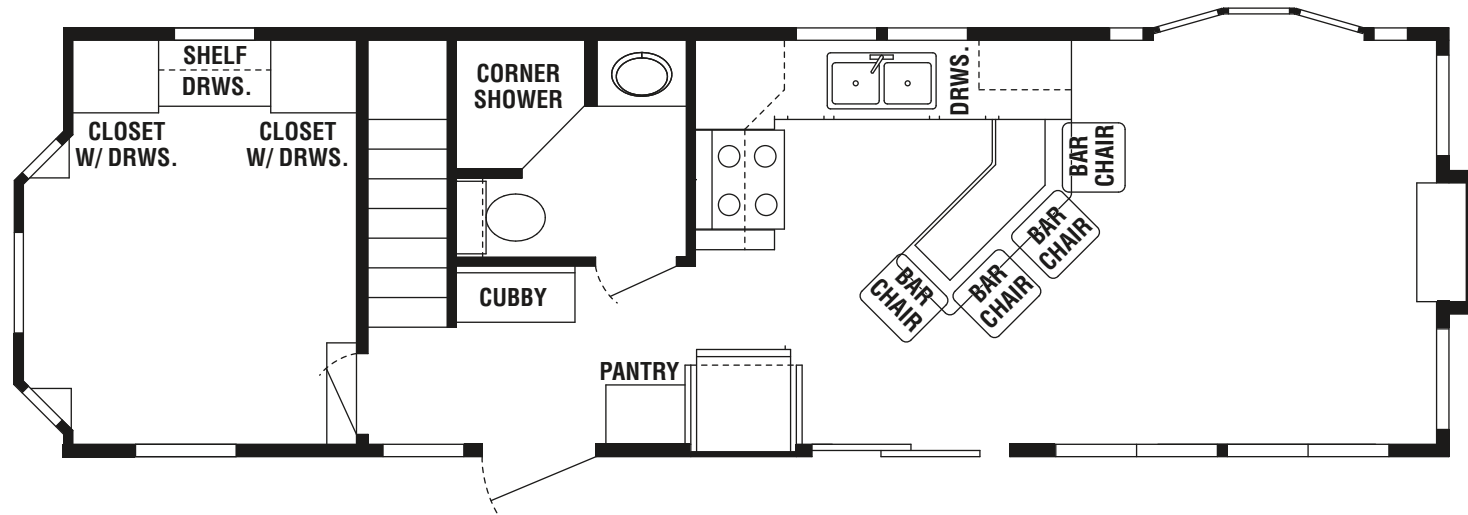 SHELF
DRWS.
CLOSET
W/ DRWS.
CLOSET
W/ DRWS.
CORNER
SHOWER
CUBBY
PANTRY
DRWS.
BAR
CHAIR
BAR
CHAIR
BAR
CHAIR
BAR
CHAIR